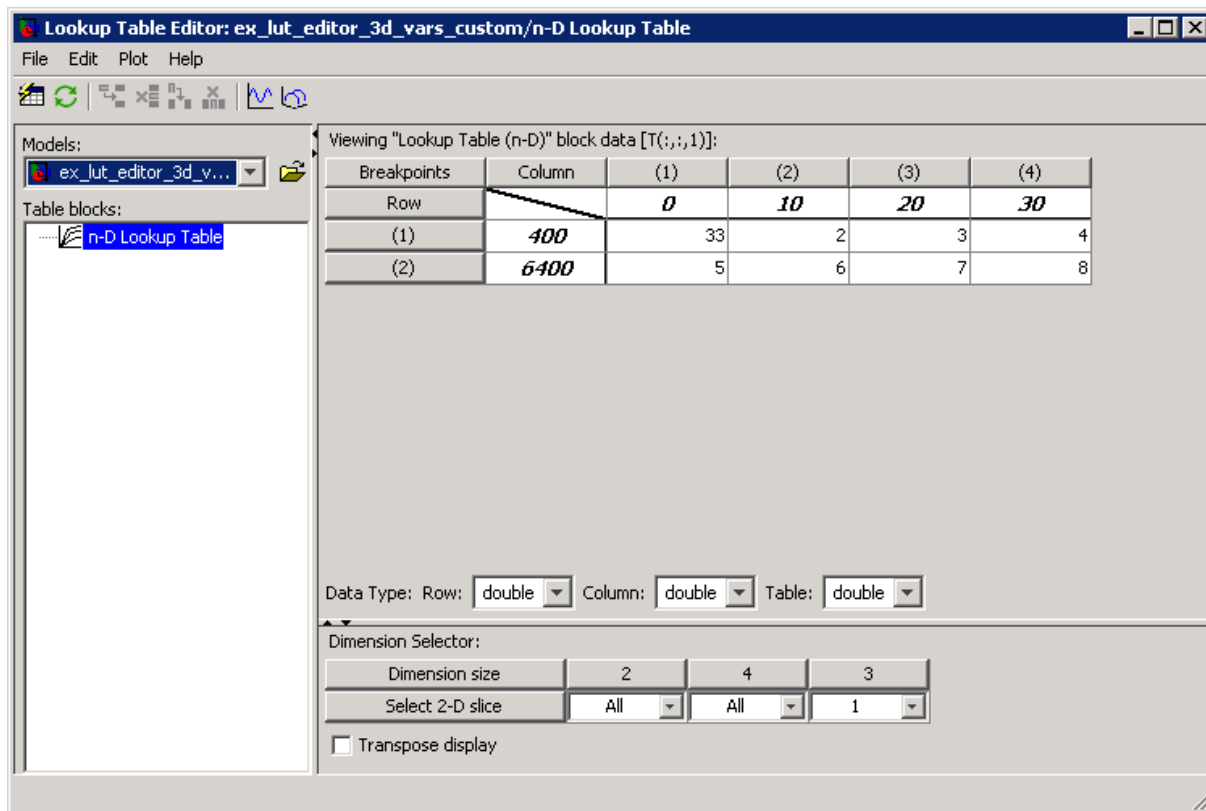 Lookup Table Editor: ex_lut_editor_3d_vars_custom/n-D Lookup Table
File Edit Plot Help
Models:
ex_lut_editor_3d_v...
Table blocks:
n-D Lookup Table
Viewing "Lookup Table (n-D)" block data [T(:,:,1)]:
Breakpoints Column (1) (2) (3) (4)
Row 0 10 20 30
(1) 400 33 2 3 4
(2) 6400 5 6 7 8
Data Type: Row: double Column: double Table: double
Dimension Selector:
Dimension size 2 4 3
Select 2-D slice All All 1
Transpose display